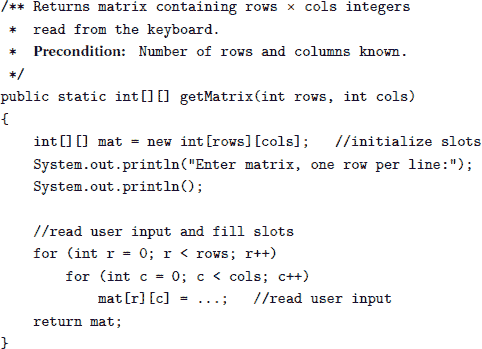 /** Returns matrix containing rows × cols integers
 *  read from the keyboard.
 *  Precondition: Number of rows and columns known.
 */
public static int[][] getMatrix(int rows, int cols)
{
    int[][] mat = new int[rows][cols];   //initialize slots
    System.out.println("Enter matrix, one row per line:");
    System.out.println();

    //read user input and fill slots
    for (int r = 0; r < rows; r++)
        for (int c = 0; c < cols; c++)
            mat[r][c] = ...;   //read user input
    return mat;
}